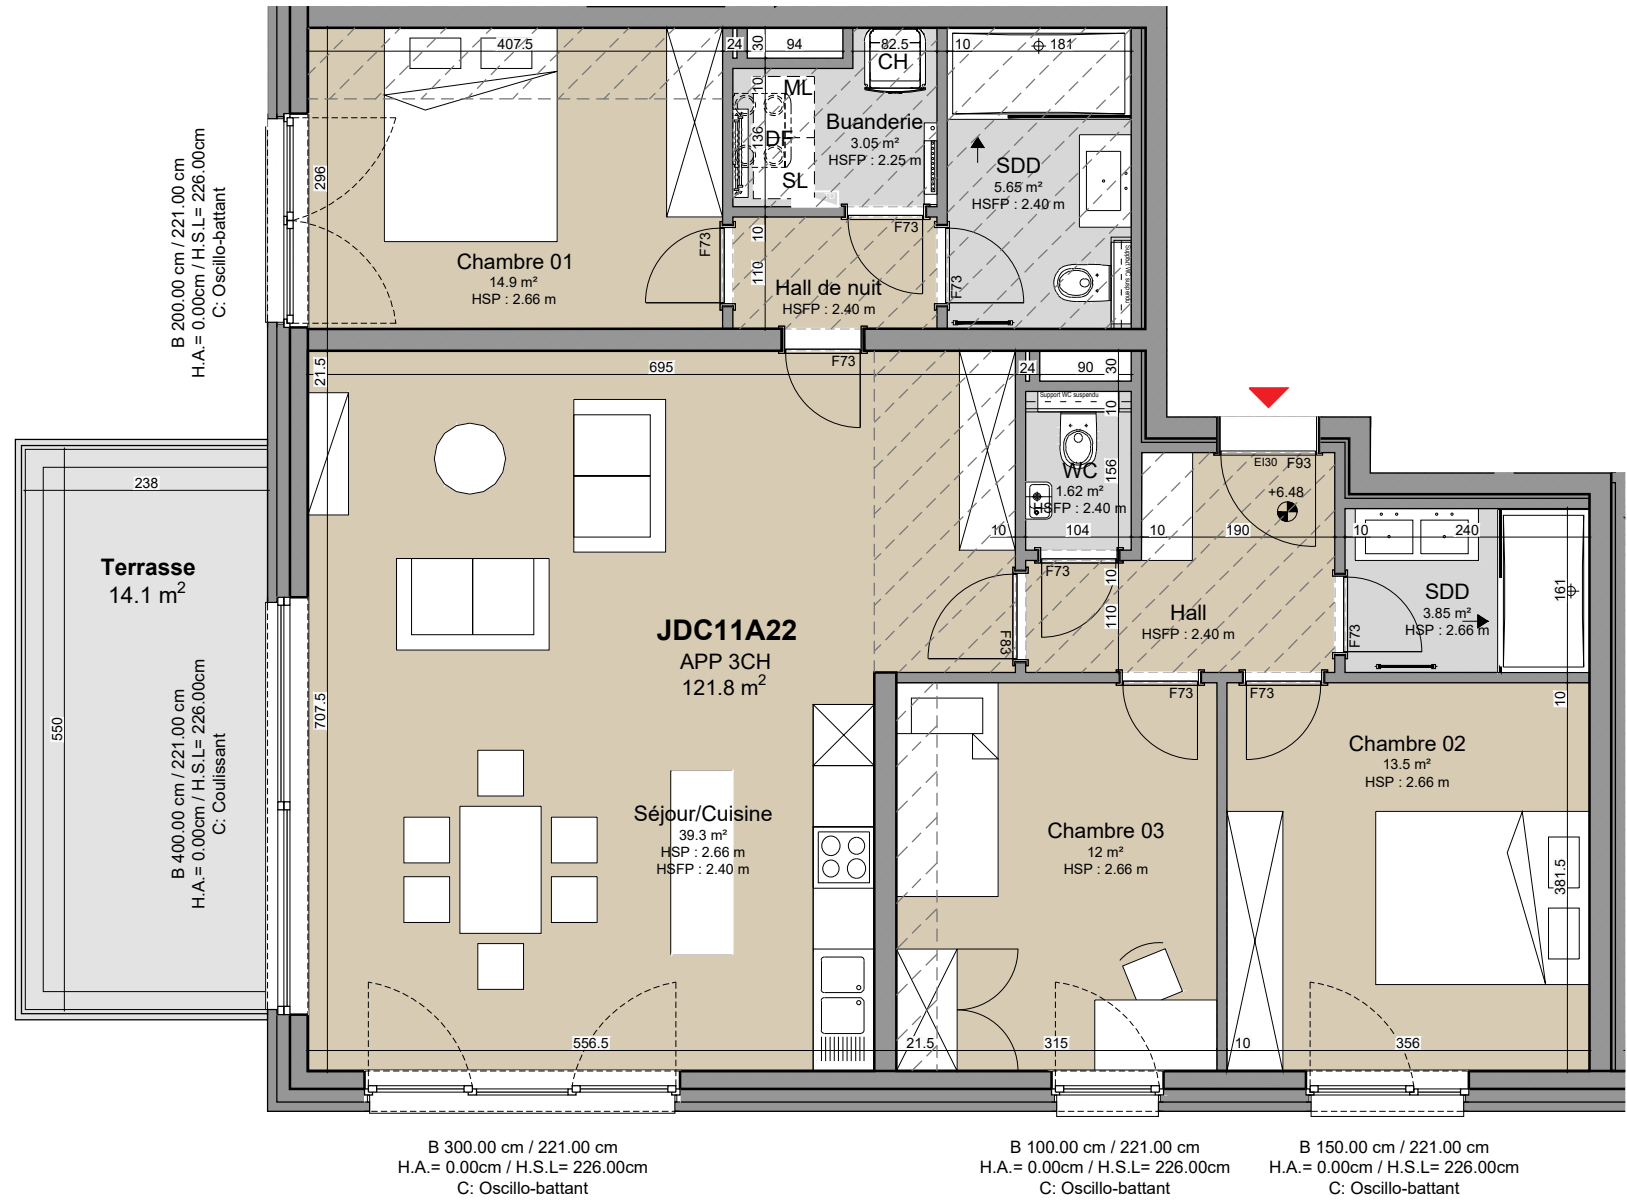 407.5
24
30
94
82.5
10
181
CH
ML
10
136
DF
SL
Buanderie
3.05 m²
HSFP : 2.25 m
SDD
5.65 m²
HSFP : 2.40 m
Support WC suspendu
B 200.00 cm / 221.00 cm
H.A.= 0.00cm / H.S.L= 226.00cm
C: Oscillo-battant
296
Chambre 01
14.9 m²
HSP : 2.66 m
F73
10
110
F73
F73
Hall de nuit
HSFP : 2.40 m
F73
21.5
695
24
90
30
Support WC suspendu
10
WC
1.62 m²
HSFP : 2.40 m
156
10
104
10
190
EI30
F93
+6.48
10
240
238
Terrasse
14.1 m²
550
B 400.00 cm / 221.00 cm
H.A.= 0.00cm / H.S.L= 226.00cm
C: Coulissant
707.5
JDC11A22
APP 3CH
121.8 m²
F73
10
110
F83
Hall
HSFP : 2.40 m
F73
SDD
3.85 m²
HSP : 2.66 m
161
10
F73
F73
Séjour/Cuisine
39.3 m²
HSP : 2.66 m
HSFP : 2.40 m
Chambre 03
12 m²
HSP : 2.66 m
Chambre 02
13.5 m²
HSP : 2.66 m
381.5
556.5
21.5
315
10
356
B 300.00 cm / 221.00 cm
H.A.= 0.00cm / H.S.L= 226.00cm
C: Oscillo-battant
B 100.00 cm / 221.00 cm
H.A.= 0.00cm / H.S.L= 226.00cm
C: Oscillo-battant
B 150.00 cm / 221.00 cm
H.A.= 0.00cm / H.S.L= 226.00cm
C: Oscillo-battant